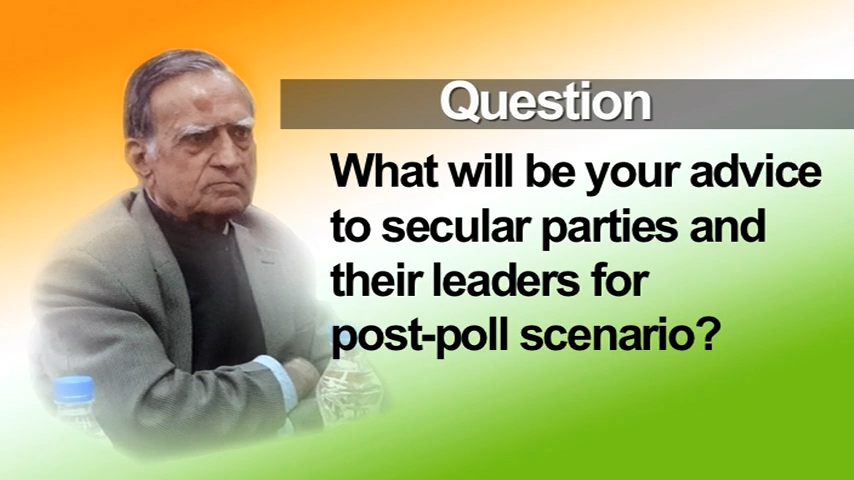 Question
What will be your advice
to secular parties and
their leaders for
post-poll scenario?